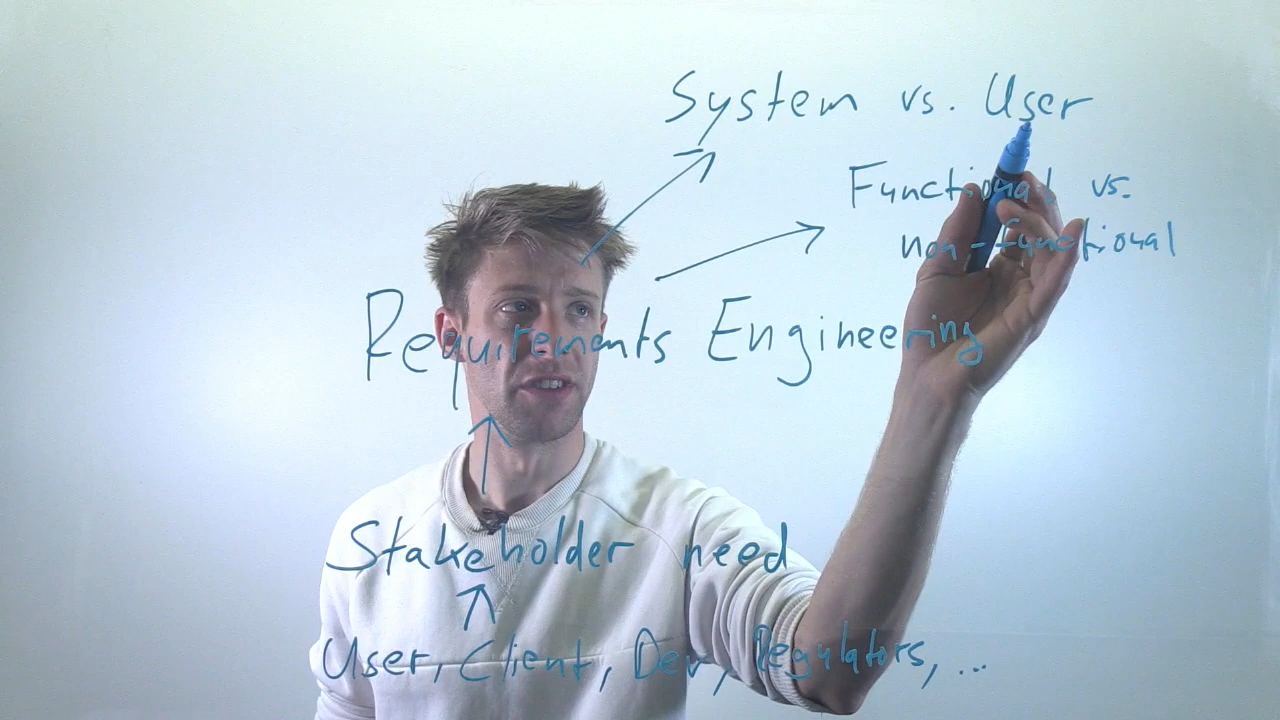 System vs. User
Functional vs.
non-functional
Requirements Engineering
Stakeholder need
User, Client, Dev, Regulators, ...